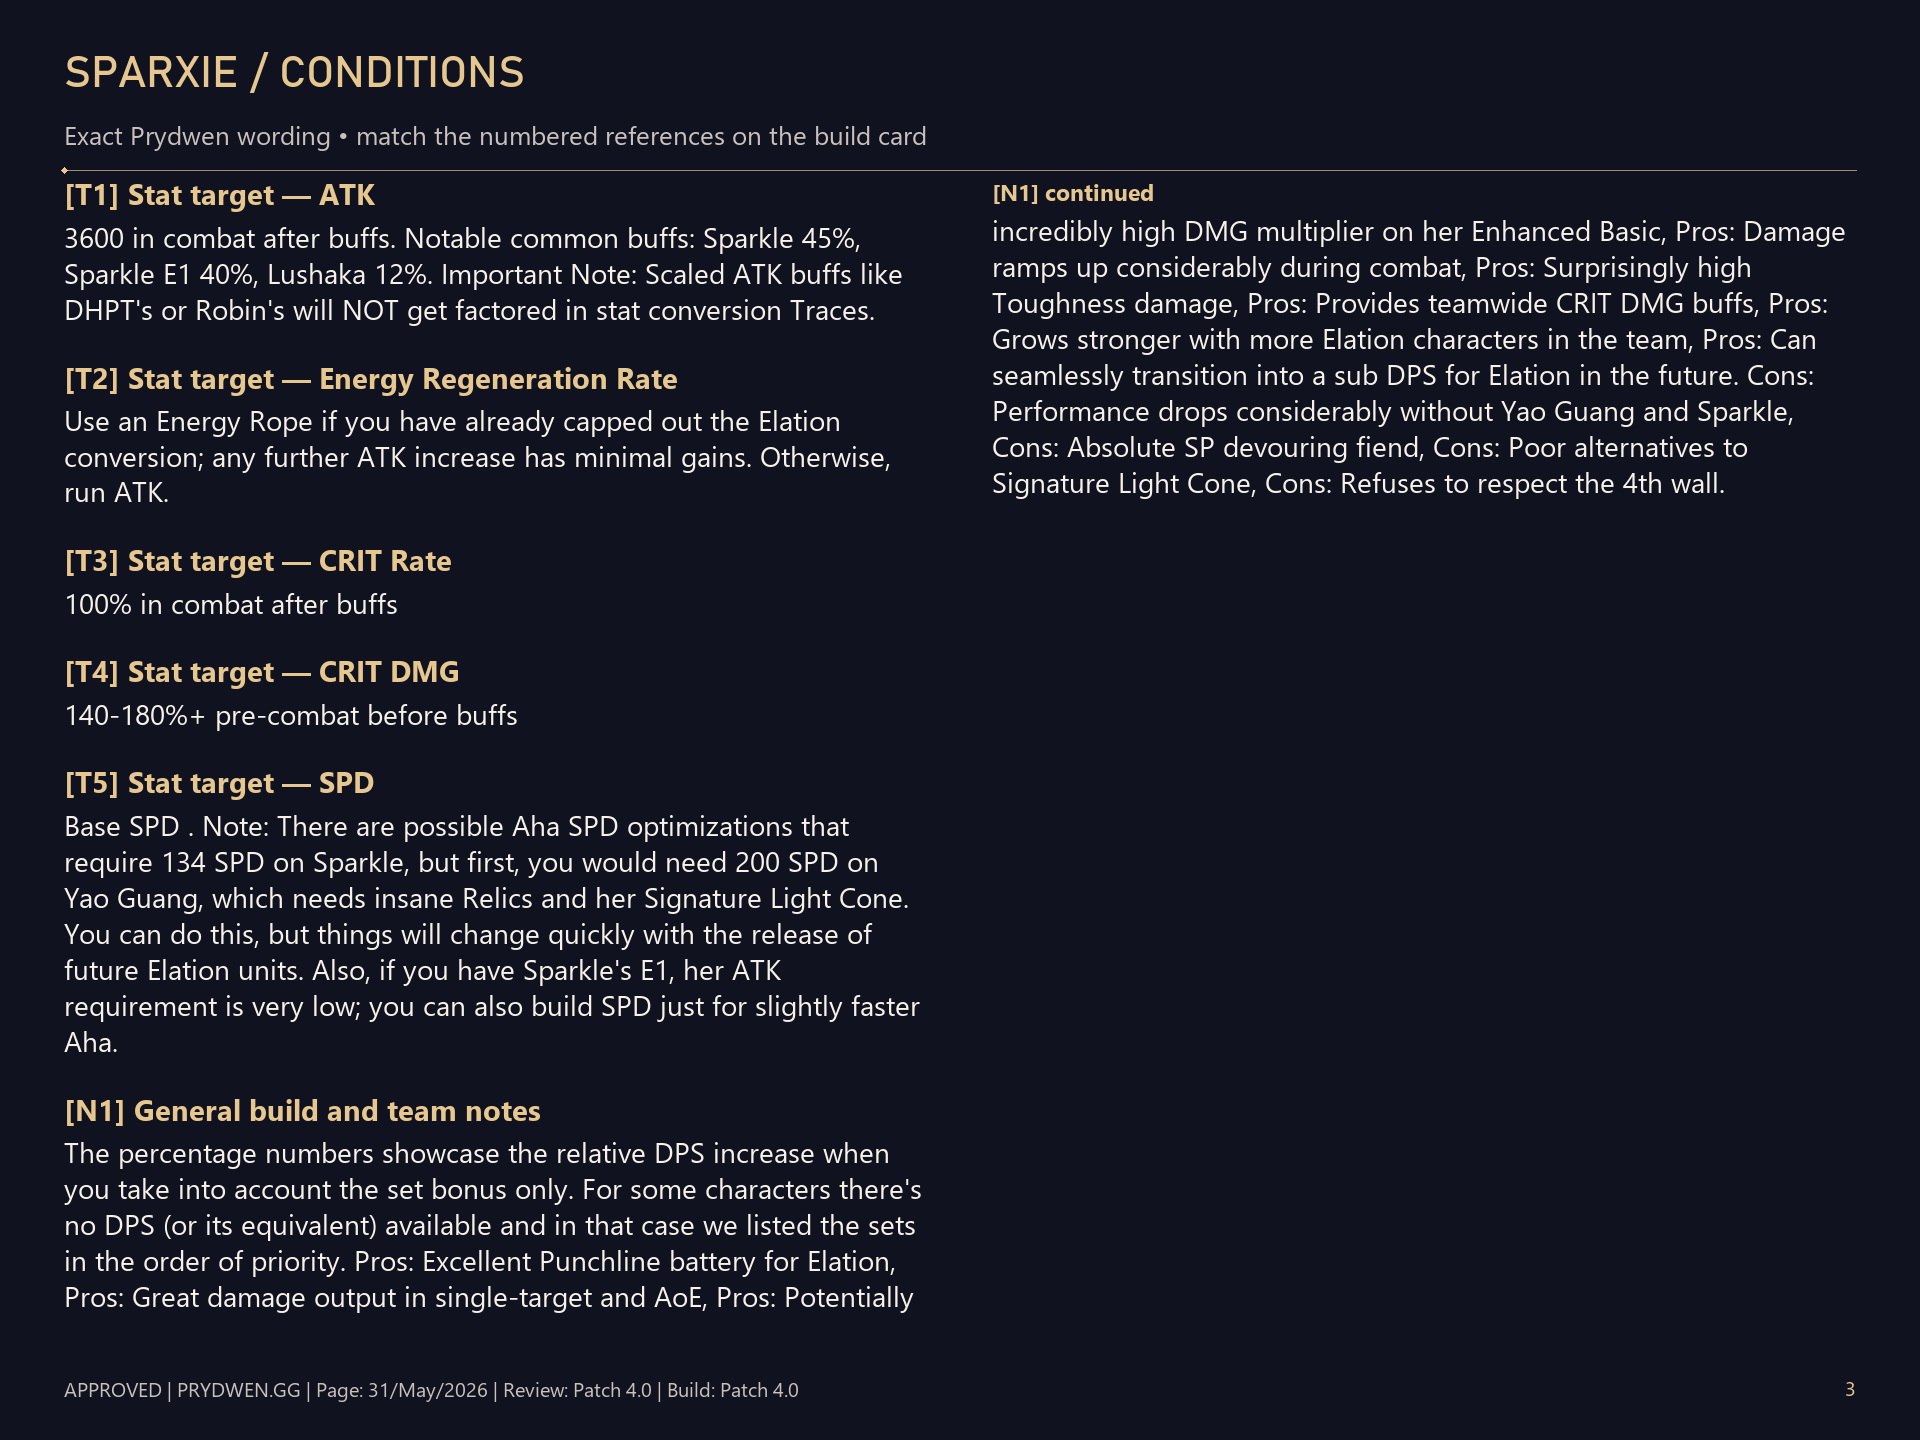 SPARXIE / CONDITIONS
Exact Prydwen wording • match the numbered references on the build card
[T1] Stat target — ATK
3600 in combat after buffs. Notable common buffs: Sparkle 45%,
Sparkle E1 40%, Lushaka 12%. Important Note: Scaled ATK buffs like
DHPT's or Robin's will NOT get factored in stat conversion Traces.
[T2] Stat target — Energy Regeneration Rate
Use an Energy Rope if you have already capped out the Elation
conversion; any further ATK increase has minimal gains. Otherwise,
run ATK.
[T3] Stat target — CRIT Rate
100% in combat after buffs
[T4] Stat target — CRIT DMG
140-180%+ pre-combat before buffs
[T5] Stat target — SPD
Base SPD . Note: There are possible Aha SPD optimizations that
require 134 SPD on Sparkle, but first, you would need 200 SPD on
Yao Guang, which needs insane Relics and her Signature Light Cone.
You can do this, but things will change quickly with the release of
future Elation units. Also, if you have Sparkle's E1, her ATK
requirement is very low; you can also build SPD just for slightly faster
Aha.
[N1] General build and team notes
The percentage numbers showcase the relative DPS increase when
you take into account the set bonus only. For some characters there's
no DPS (or its equivalent) available and in that case we listed the sets
in the order of priority. Pros: Excellent Punchline battery for Elation,
Pros: Great damage output in single-target and AoE, Pros: Potentially
[N1] continued
incredibly high DMG multiplier on her Enhanced Basic, Pros: Damage
ramps up considerably during combat, Pros: Surprisingly high
Toughness damage, Pros: Provides teamwide CRIT DMG buffs, Pros:
Grows stronger with more Elation characters in the team, Pros: Can
seamlessly transition into a sub DPS for Elation in the future. Cons:
Performance drops considerably without Yao Guang and Sparkle,
Cons: Absolute SP devouring fiend, Cons: Poor alternatives to
Signature Light Cone, Cons: Refuses to respect the 4th wall.
APPROVED | PRYDWEN.GG | Page: 31/May/2026 | Review: Patch 4.0 | Build: Patch 4.0
3